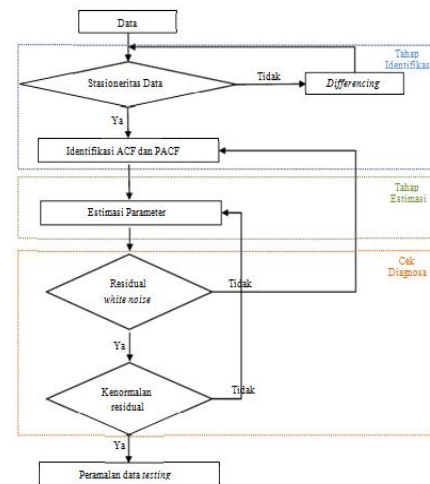 Data
Tahap
Identifikasi
Stasioneritas Data
Tidak
Differencing
Ya
Identifikasi ACF dan PACF
Tahap
Estimasi
Estimasi Parameter
Cek
Diagnosa
Residual
white noise
Tidak
Ya
Kenormalan
residual
Tidak
Ya
Peramalan data testing